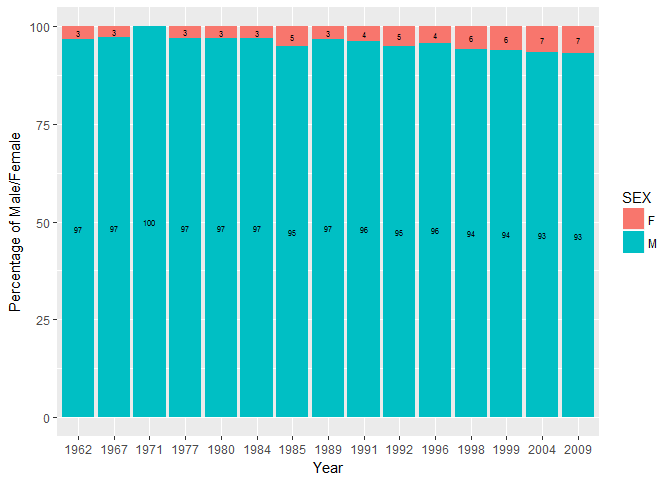 100
75
50
25
0
Percentage of Male/Female
3 3 3 3 3 5 3 4 5 4 6 6 7 7
97 97 100 97 97 97 95 97 96 95 96 94 94 93 93
1962 1967 1971 1977 1980 1984 1985 1989 1991 1992 1996 1998 1999 2004 2009
Year
SEX
F
M